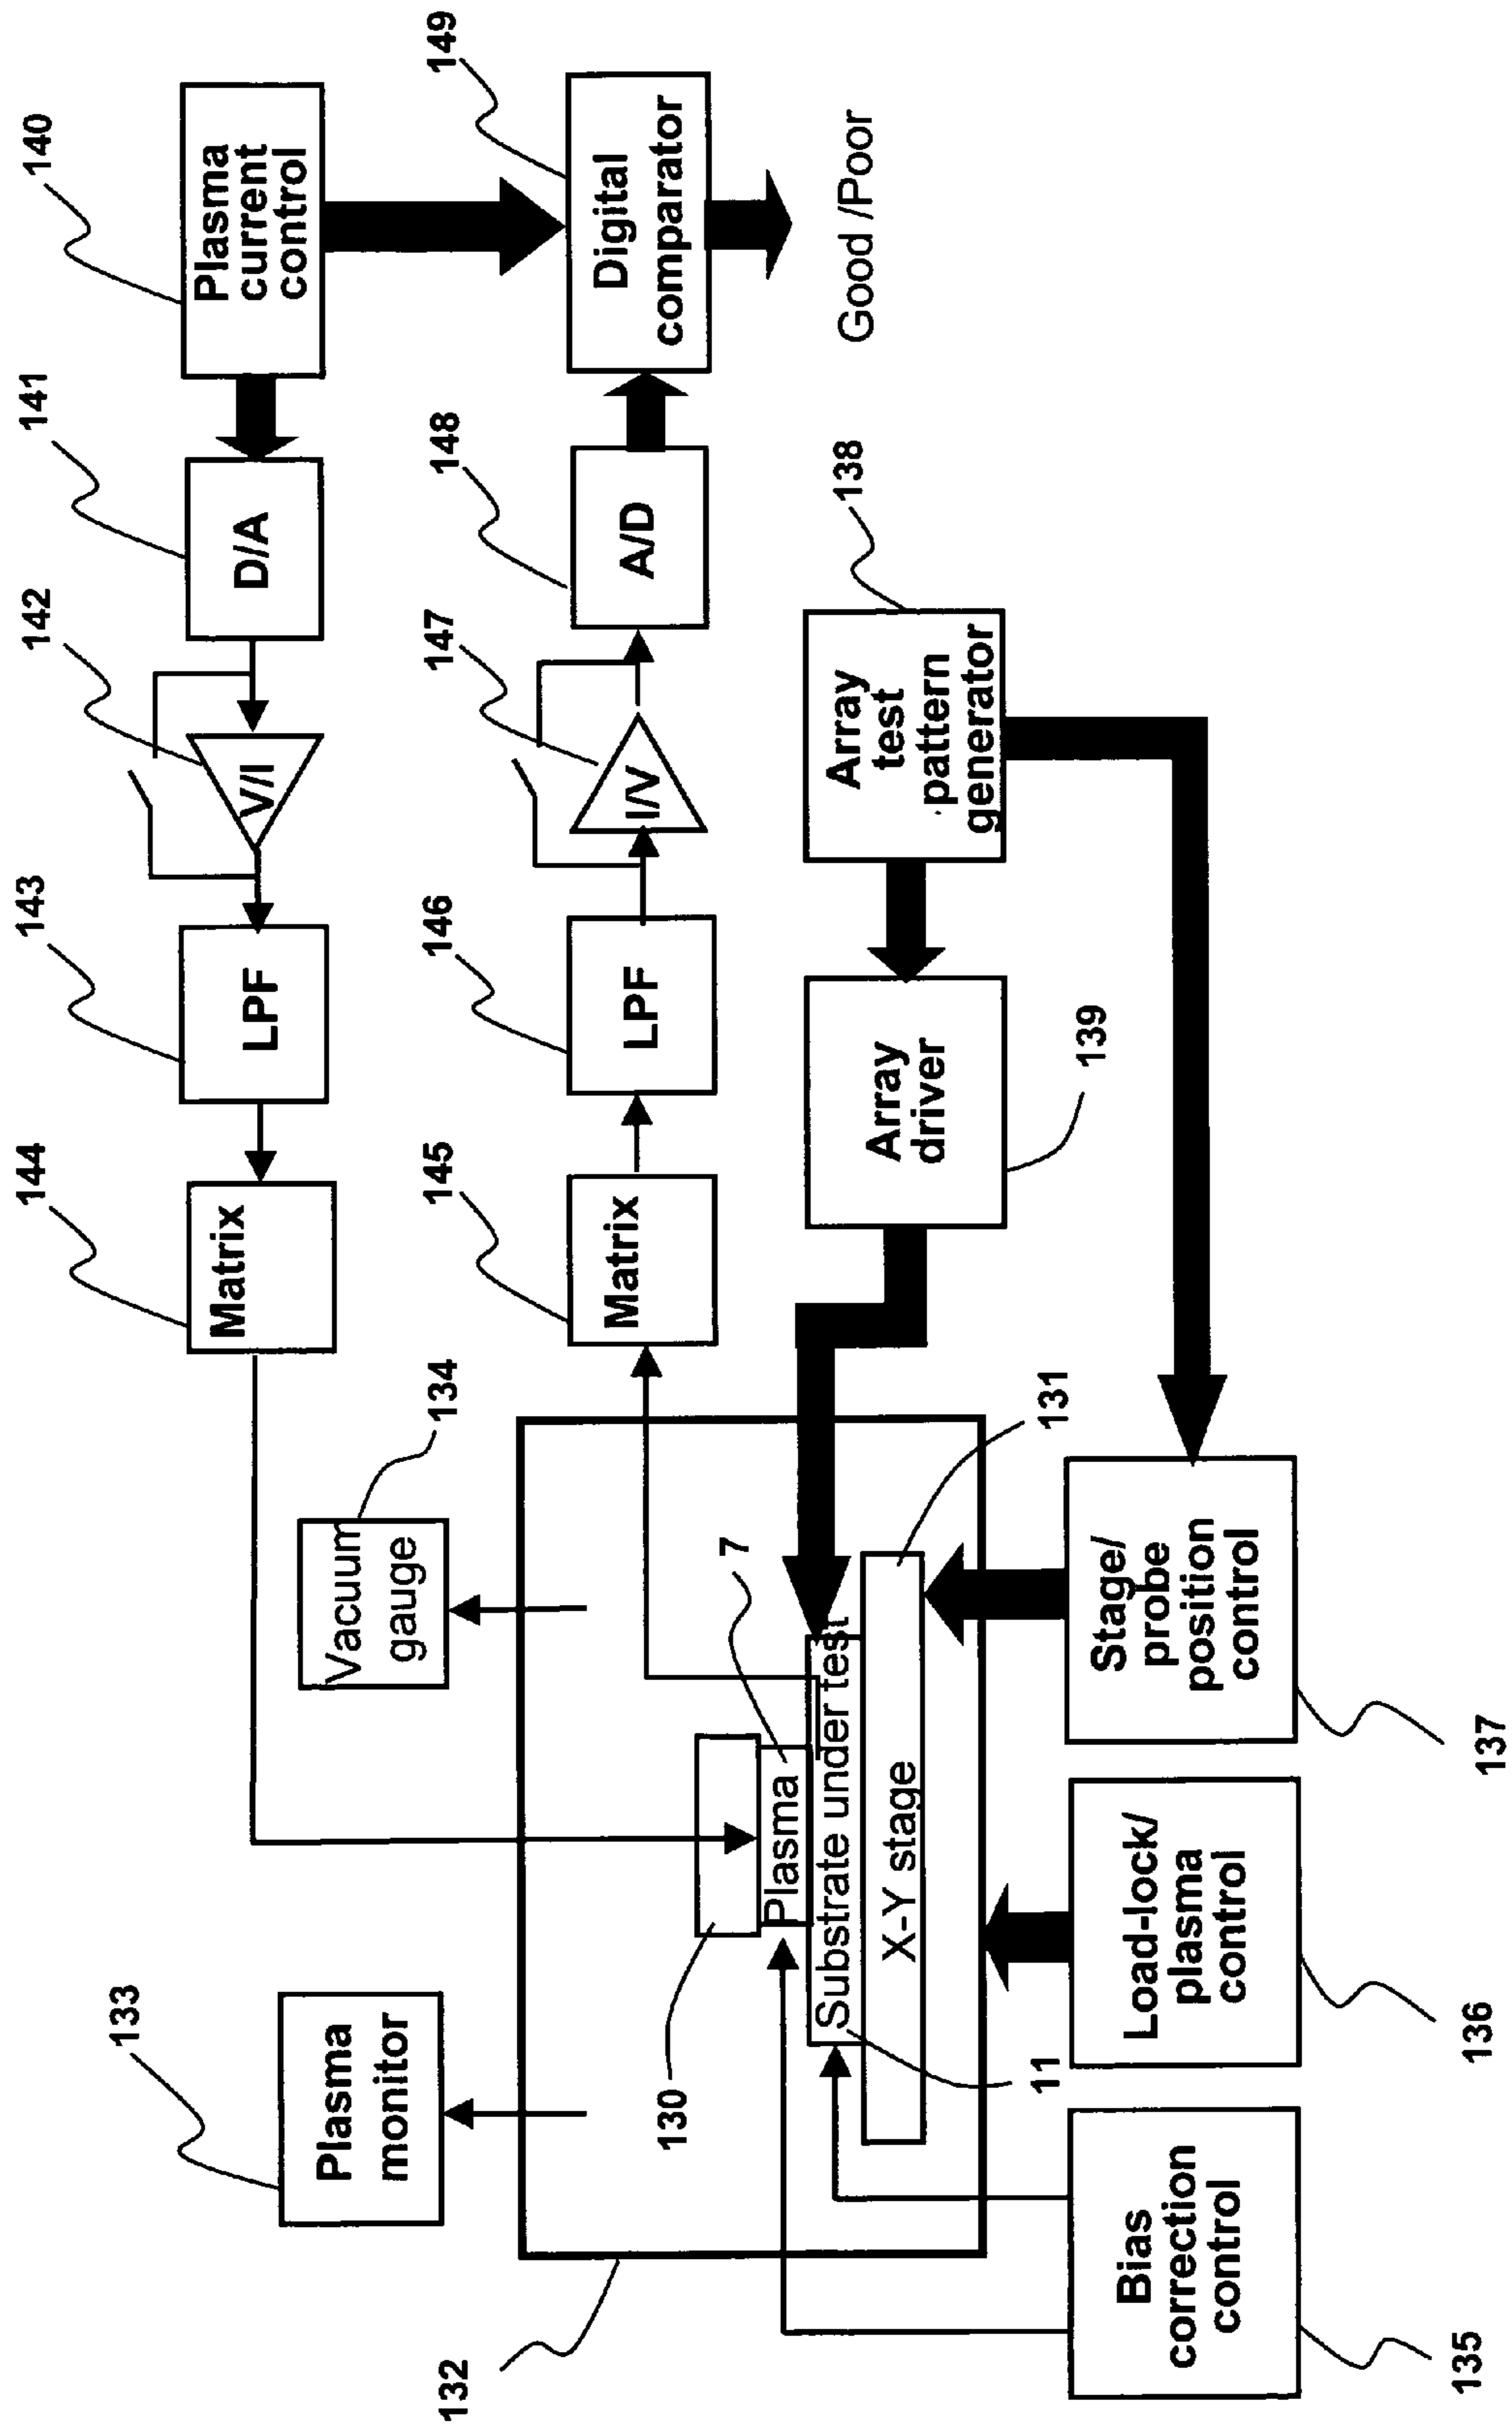 144
143
142
141
140
133
Matrix
LPF
V/I
D/A
Plasma
current
control
Plasma
monitor
Vacuum
gauge
132
134
145
146
147
148
149
Matrix
LPF
I/V
A/D
Digital
comparator
130
7
Plasma
Substrate under test
X-Y stage
11
131
Array
driver
139
Array
test
pattern
generator
138
Good /Poor
Bias
correction
control
135
Load-lock/
plasma
control
136
Stage/
probe
position
control
137